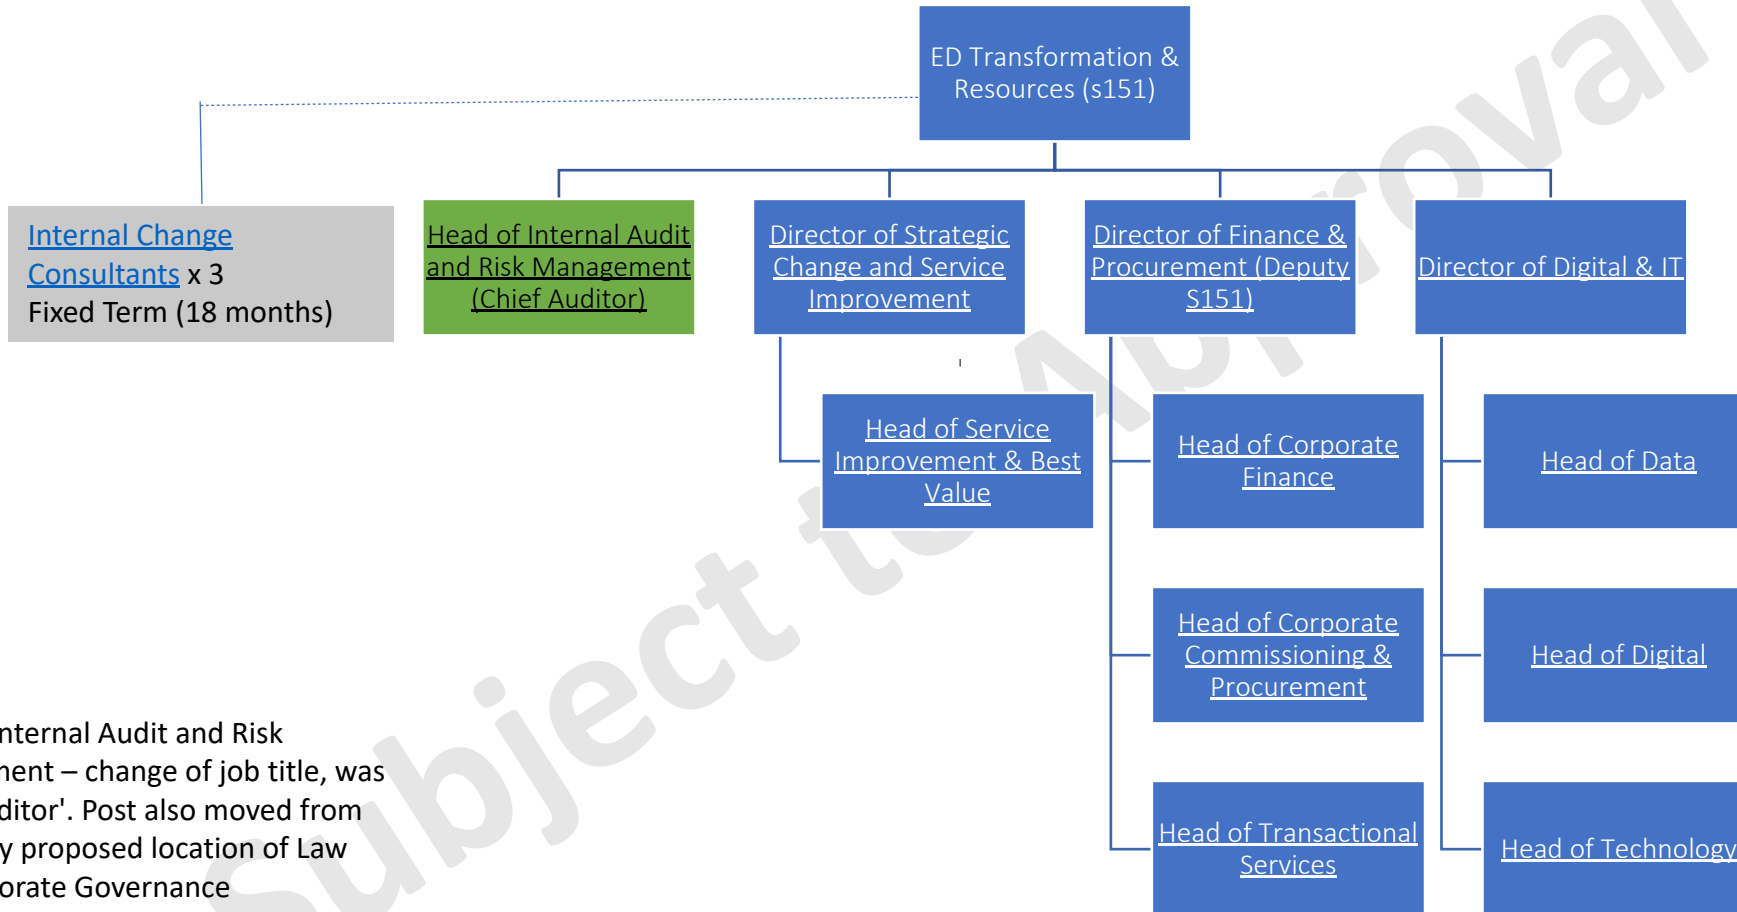 ED Transformation &
Resources (s151)
Internal Change
Consultants x 3
Fixed Term (18 months)
Head of Internal Audit
and Risk Management
(Chief Auditor)
Director of Strategic
Change and Service
Improvement
Director of Finance &
Procurement (Deputy
S151)
Director of Digital & IT
Head of Service
Improvement & Best
Value
Head of Corporate
Finance
Head of Data
Head of Corporate
Commissioning &
Procurement
Head of Digital
Head of Transactional
Services
Head of Technology
Internal Audit and Risk
ment – change of job title, was
ditor'. Post also moved from
y proposed location of Law
orate Governance
Subject to Approval